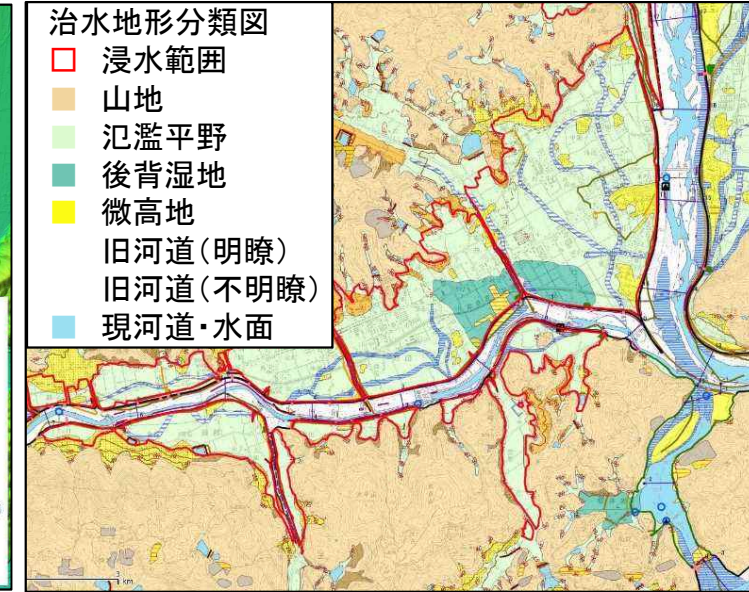 治水地形分類図
浸水範囲
山地
氾濫平野
後背湿地
微高地
旧河道(明瞭)
旧河道(不明瞭)
現河道・水面
km